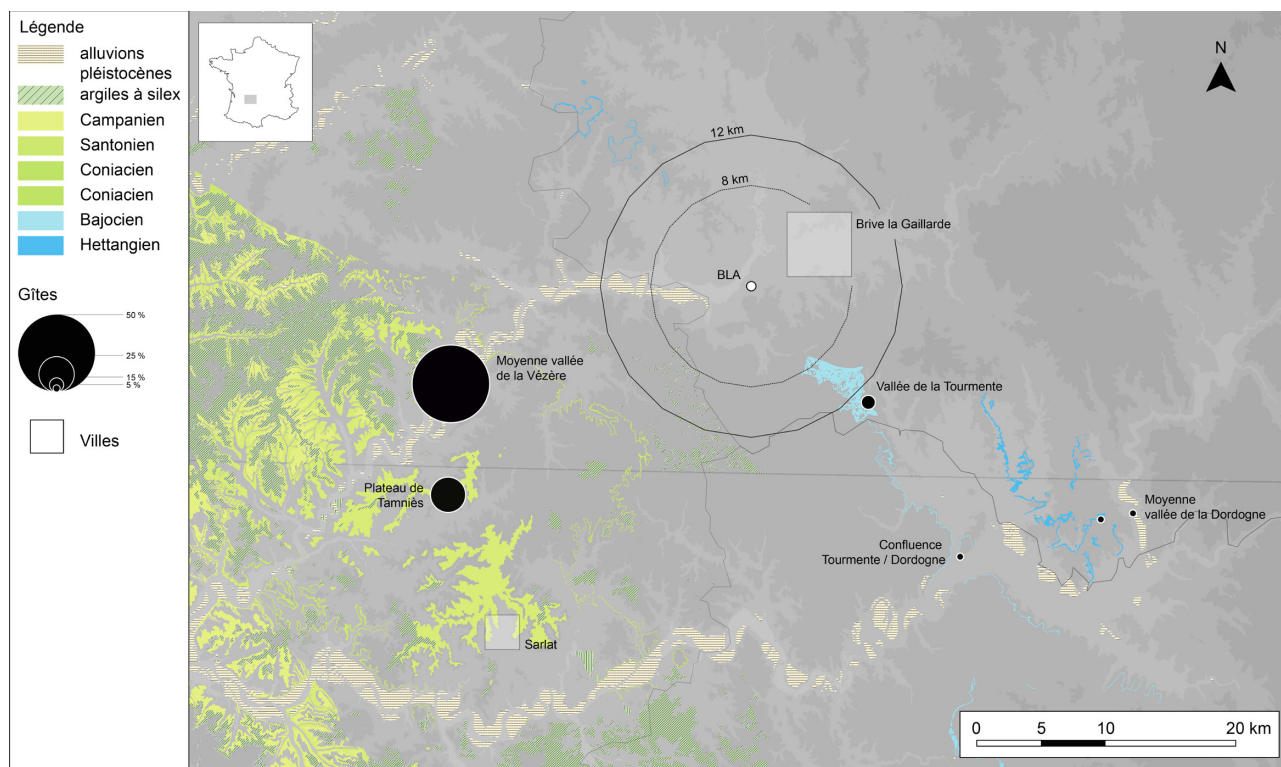 Légende
alluvions
pléistocènes
argiles à silex
Campanien
Santonien
Coniacien
Coniacien
Bajocien
Hettangien
Gîtes
50 %
25 %
15 %
5 %
Villes
N
12 km
8 km
Brive la Gaillarde
BLA
Moyenne vallée
de la Vézère
Vallée de la Tourmente
Plateau de
Tamniès
Moyenne
vallée de la Dordogne
Confluence
Tourmente / Dordogne
Sarlat
0 5 10 20 km